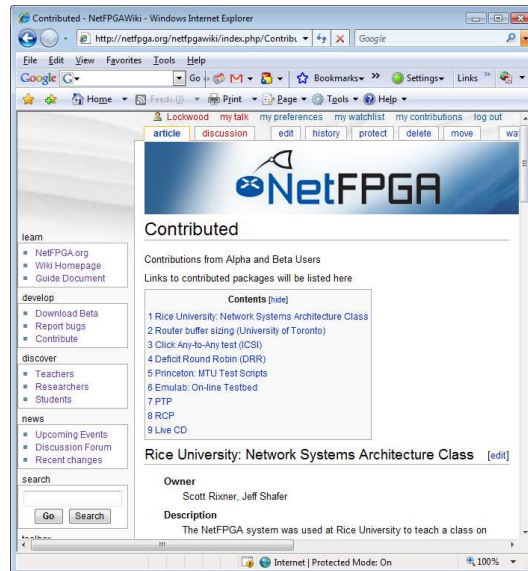 Contributed - NetFPGAWiki - Windows Internet Explorer
http://netfpga.org/netfpgawiki/index.php/Contribu
Google
File Edit View Favorites Tools Help
Google G Go Bookmarks Settings Links
Home Feeds (J) Print Page Tools Help
Lockwood my talk my preferences my watchlist my contributions log out
article discussion edit history protect delete move
NetFPGA
Contributed
Contributions from Alpha and Beta Users
Links to contributed packages will be listed here
Contents [hide]
1 Rice University: Network Systems Architecture Class
2 Router buffer sizing (University of Toronto)
3 Click Any-to-Any test (ICSI)
4 Deficit Round Robin (DRR)
5 Princeton: MTU Test Scripts
6 Emulab: On-line Testbed
7 PTP
8 RCP
9 Live CD
Rice University: Network Systems Architecture Class [edit]
Owner
Scott Rixner, Jeff Shafer
Description
The NetFPGA system was used at Rice University to teach a class on
learn
NetFPGA.org
Wiki Homepage
Guide Document
develop
Download Beta
Report bugs
Contribute
discover
Teachers
Researchers
Students
news
Upcoming Events
Discussion Forum
Recent changes
search
Go Search
Internet | Protected Mode: On 100%